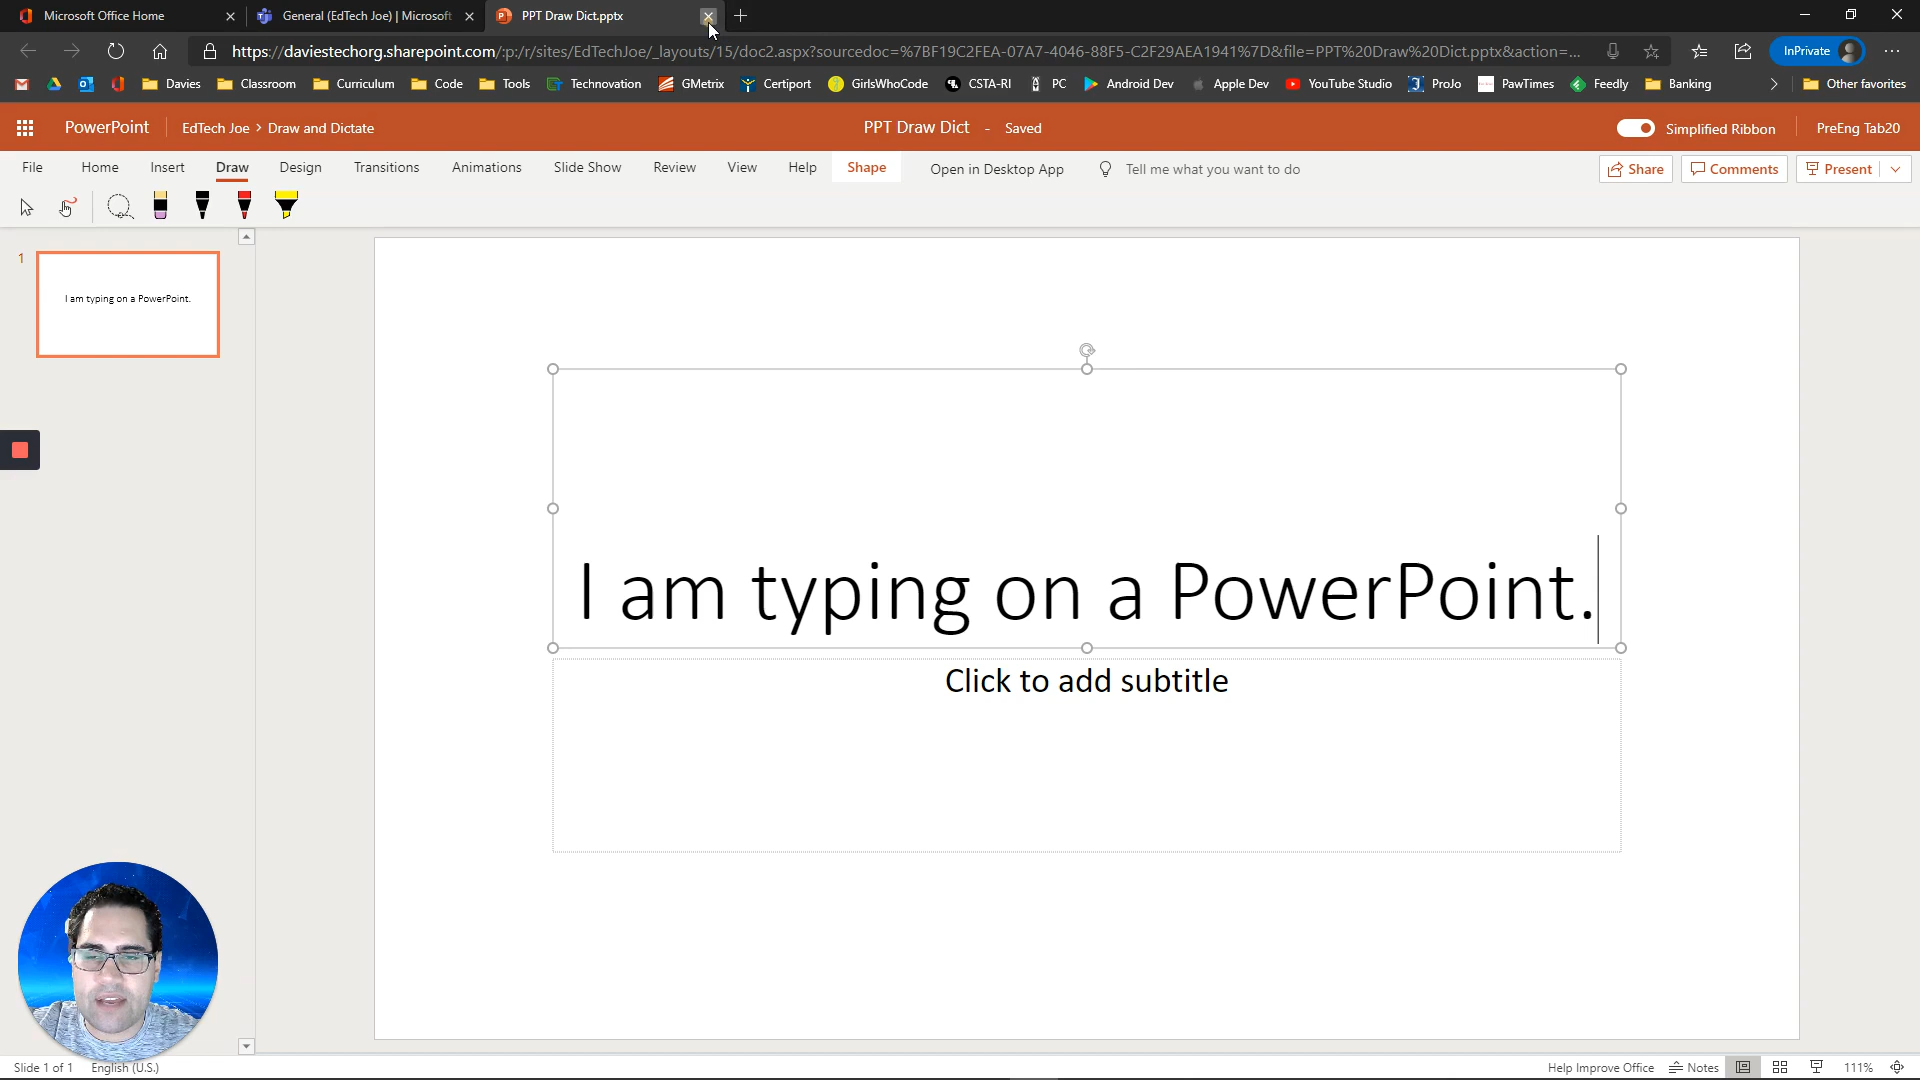 Microsoft Office Home
General (EdTech Joe) | Microsoft
PPT Draw Dict.pptx
https://daviestechorg.sharepoint.com/:p:/r/sites/EdTechJoe/_layouts/15/doc2.aspx?sourcedoc=%7BF19C2FEA-07A7-4046-88F5-C2F29AEA1941%7D&file=PPT%20Draw%20Dict.pptx&action=...
InPrivate
Davies
Classroom
Curriculum
Code
Tools
Technovation
GMetrix
Certiport
GirlsWhoCode
CSTA-RI
PC
Android Dev
Apple Dev
YouTube Studio
ProJo
PawTimes
Feedly
Banking
Other favorites
PowerPoint
EdTech Joe > Draw and Dictate
PPT Draw Dict - Saved
Simplified Ribbon
PreEng Tab20
File
Home
Insert
Draw
Design
Transitions
Animations
Slide Show
Review
View
Help
Shape
Open in Desktop App
Tell me what you want to do
Share
Comments
Present
1
I am typing on a PowerPoint.
I am typing on a PowerPoint.
Click to add subtitle
Slide 1 of 1
English (U.S.)
Help Improve Office
Notes
111%